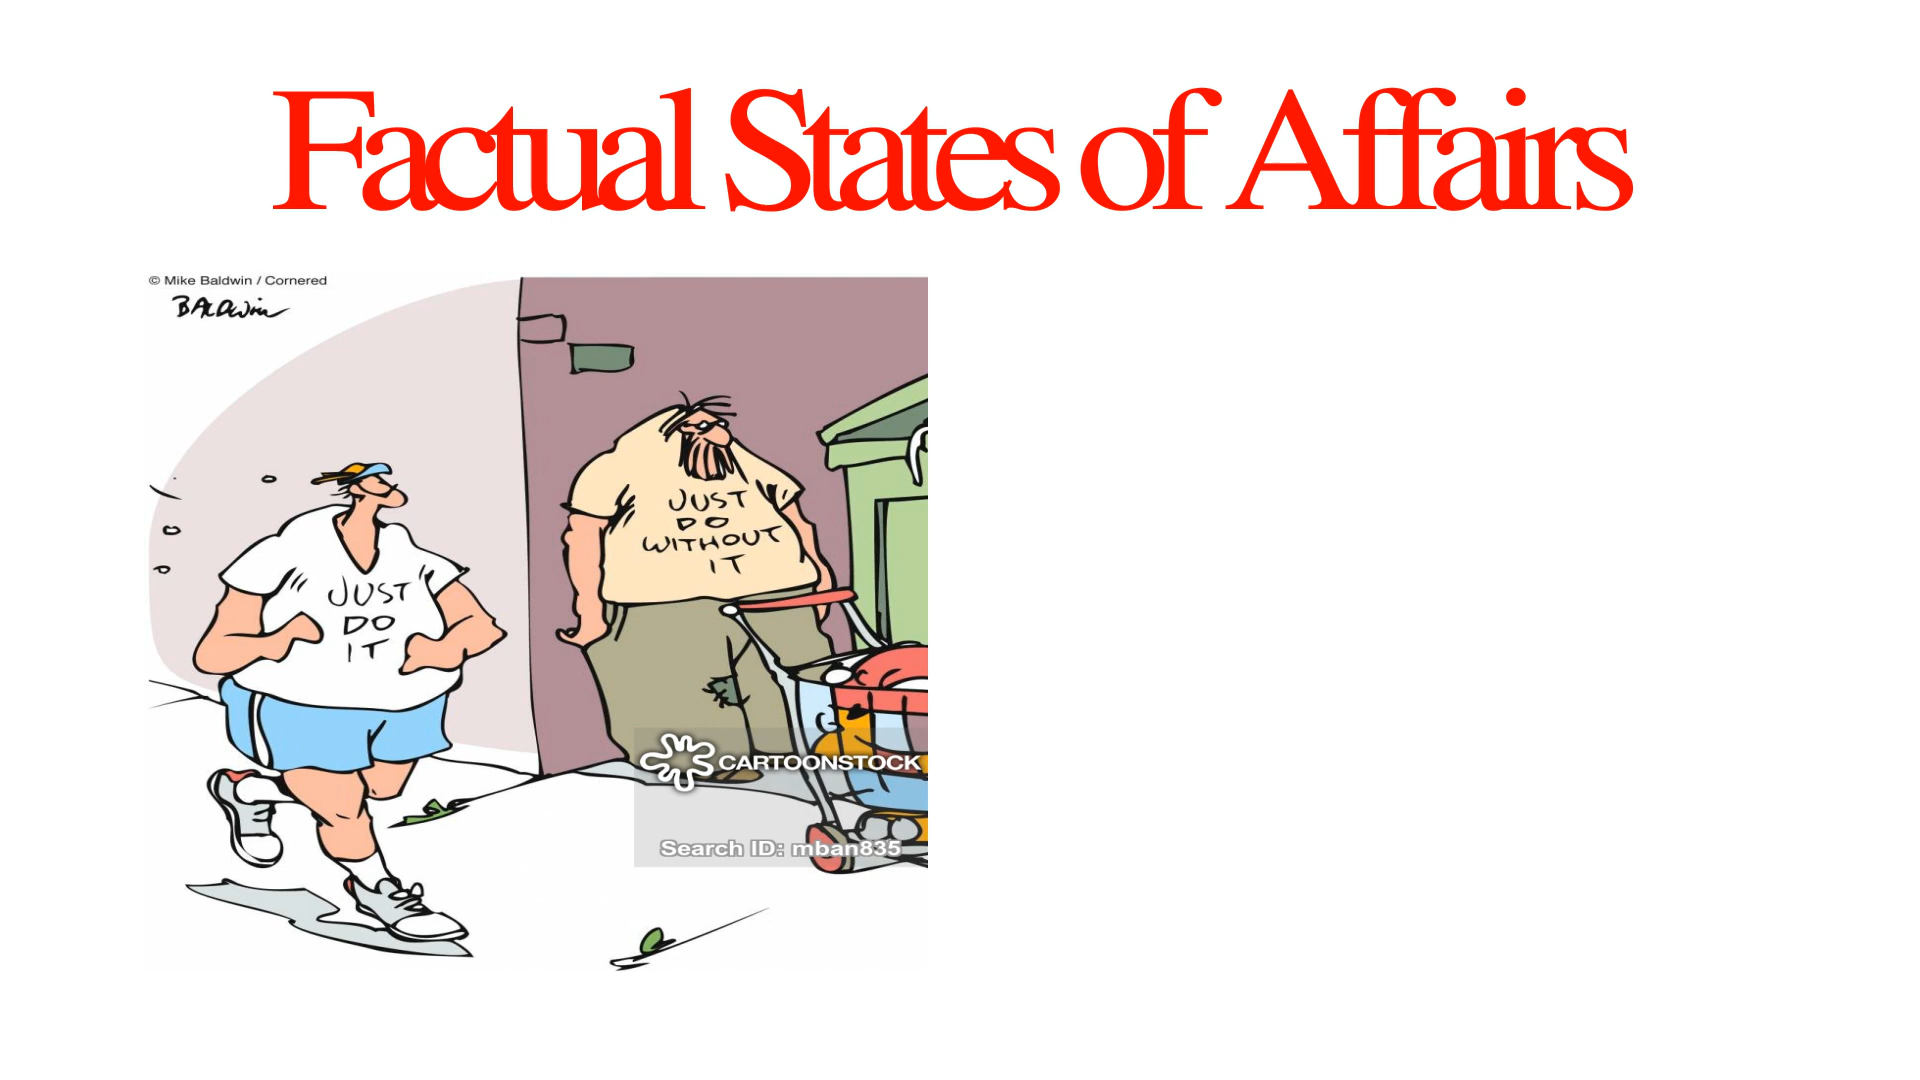 Factual States of Affairs
© Mike Baldwin / Cornered
BALDWin
JUST
DO
WITHOUT
IT
JUST
DO
IT
CARTOONSTOCK
Search ID: mban835